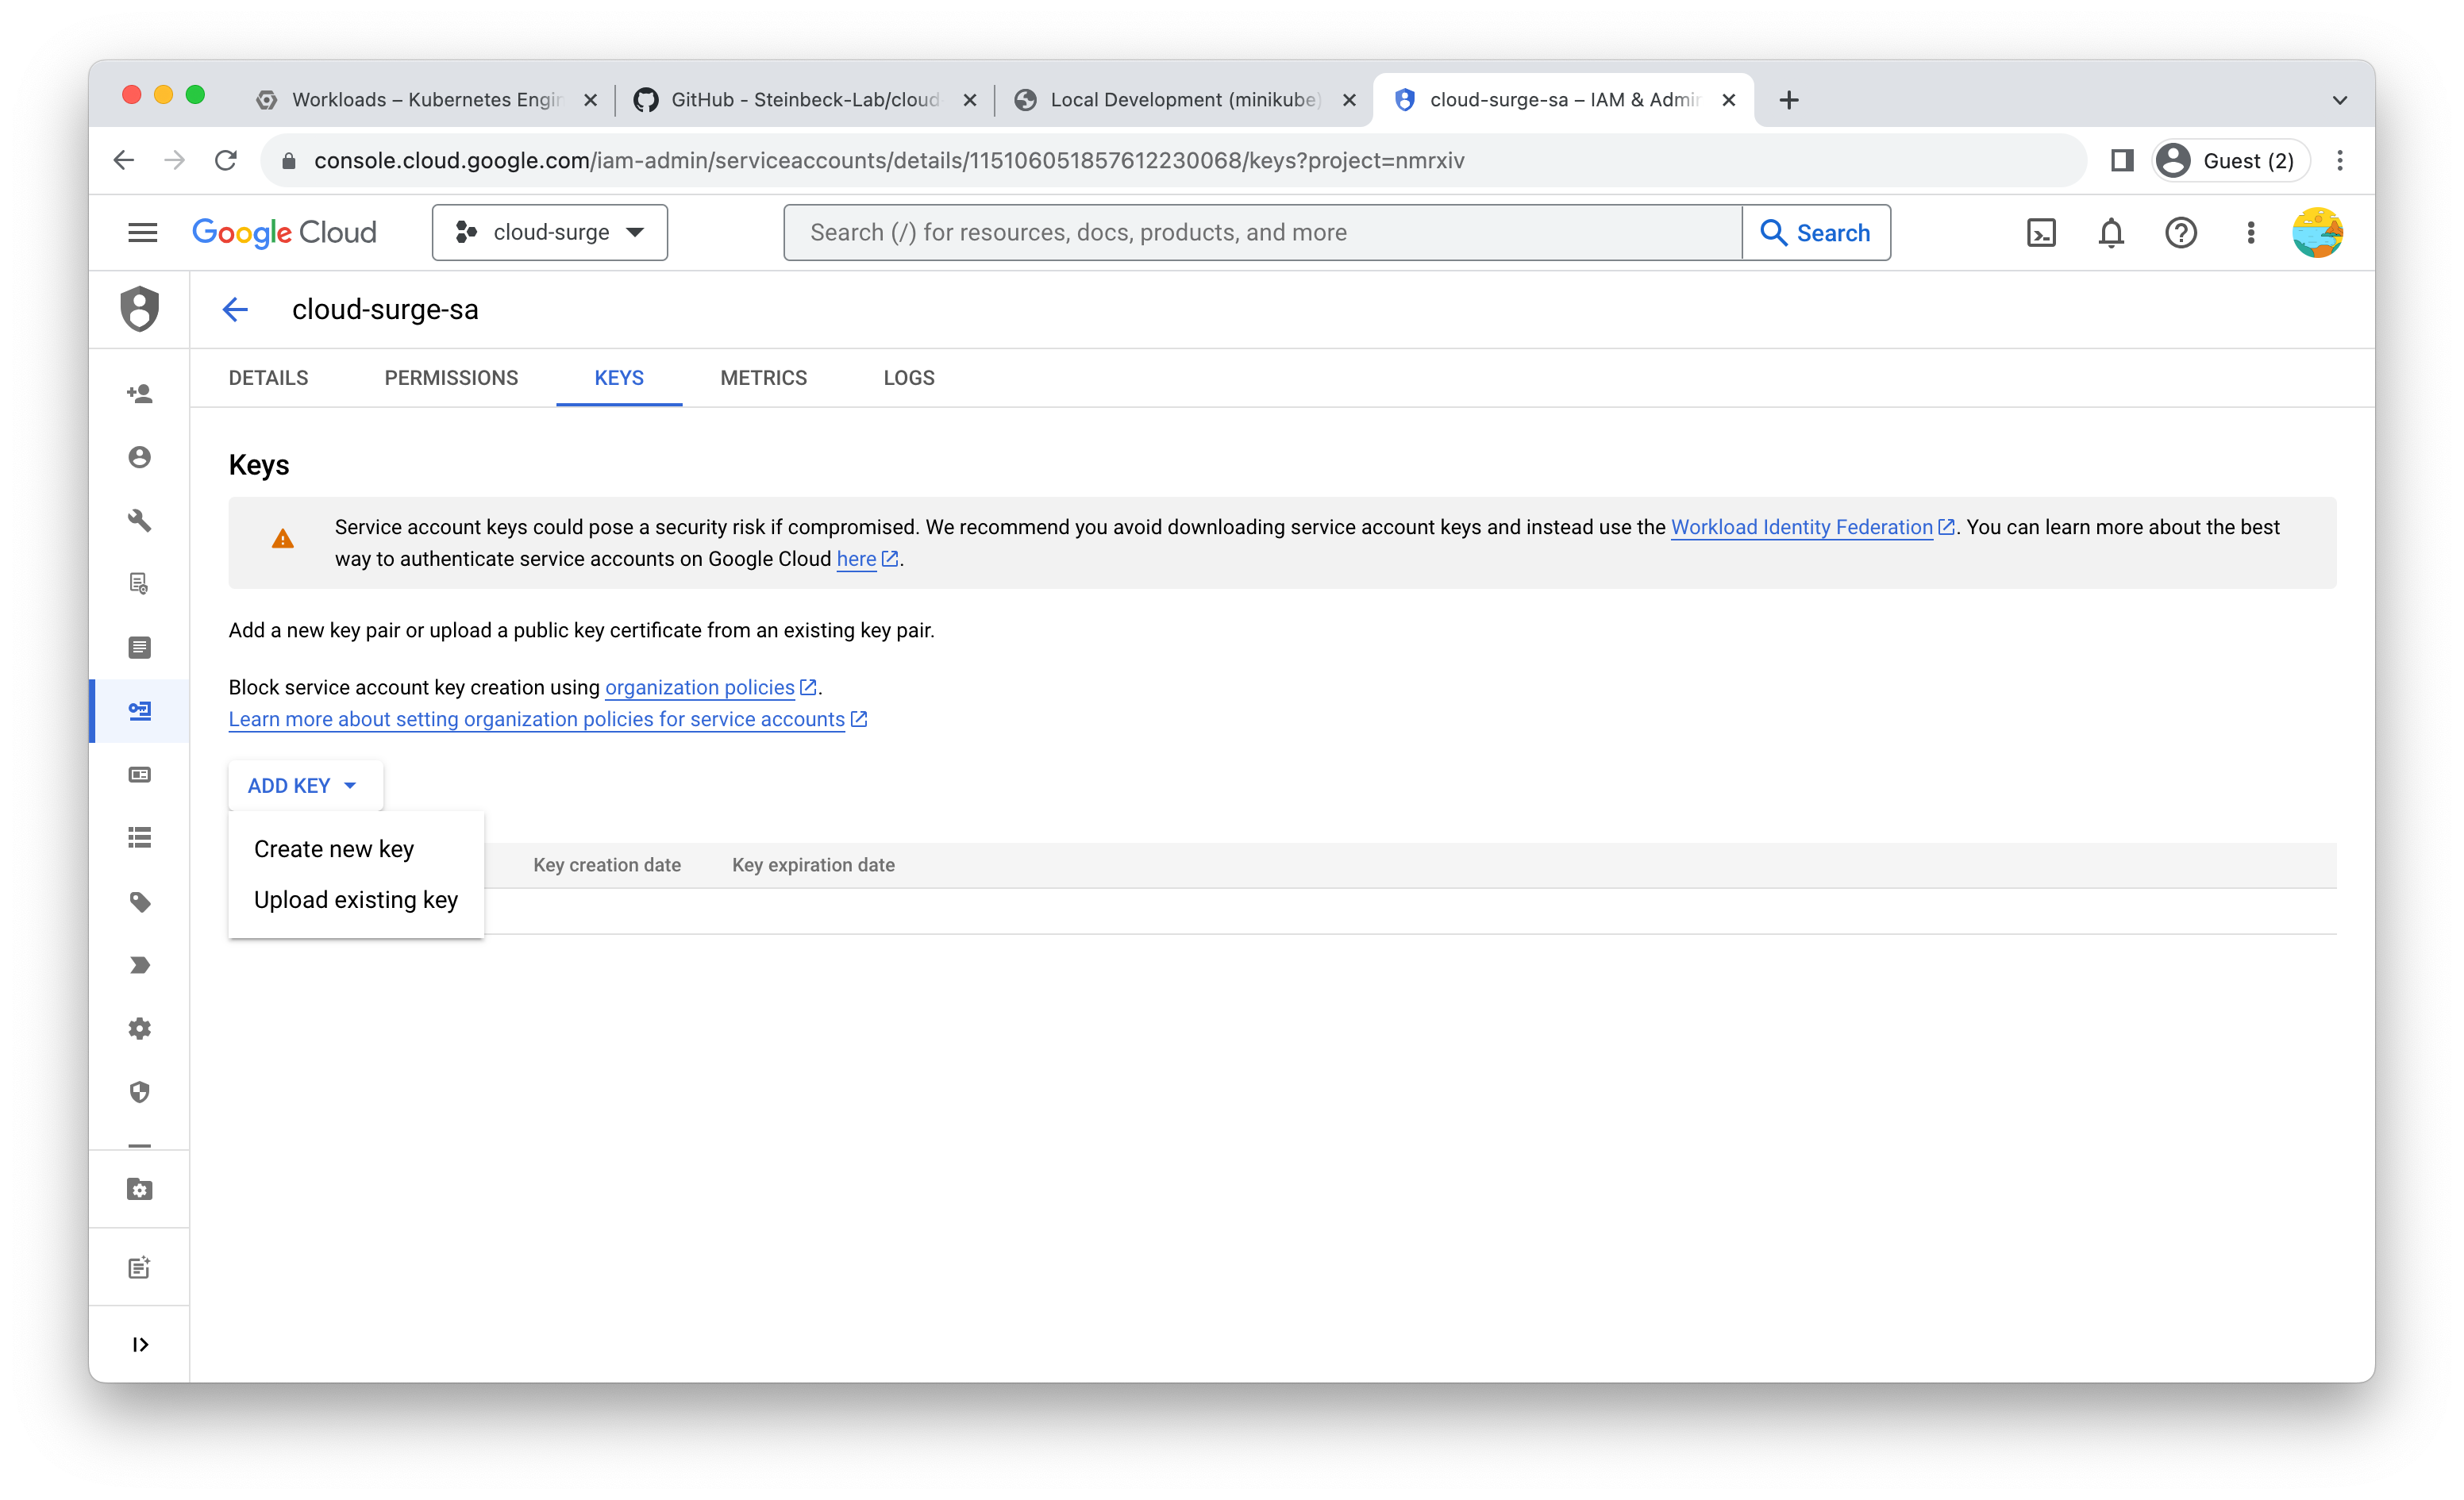 Workloads – Kubernetes Engin
GitHub - Steinbeck-Lab/cloud
Local Development (minikube)
cloud-surge-sa – IAM & Admin
console.cloud.google.com/iam-admin/serviceaccounts/details/115106051857612230068/keys?project=nmrxiv
Guest (2)
Google Cloud
cloud-surge
Search (/) for resources, docs, products, and more
Search
cloud-surge-sa
DETAILS
PERMISSIONS
KEYS
METRICS
LOGS
Keys
Service account keys could pose a security risk if compromised. We recommend you avoid downloading service account keys and instead use the Workload Identity Federation. You can learn more about the best
way to authenticate service accounts on Google Cloud here.
Add a new key pair or upload a public key certificate from an existing key pair.
Block service account key creation using organization policies.
Learn more about setting organization policies for service accounts
ADD KEY
Create new key
Upload existing key
Key creation date
Key expiration date